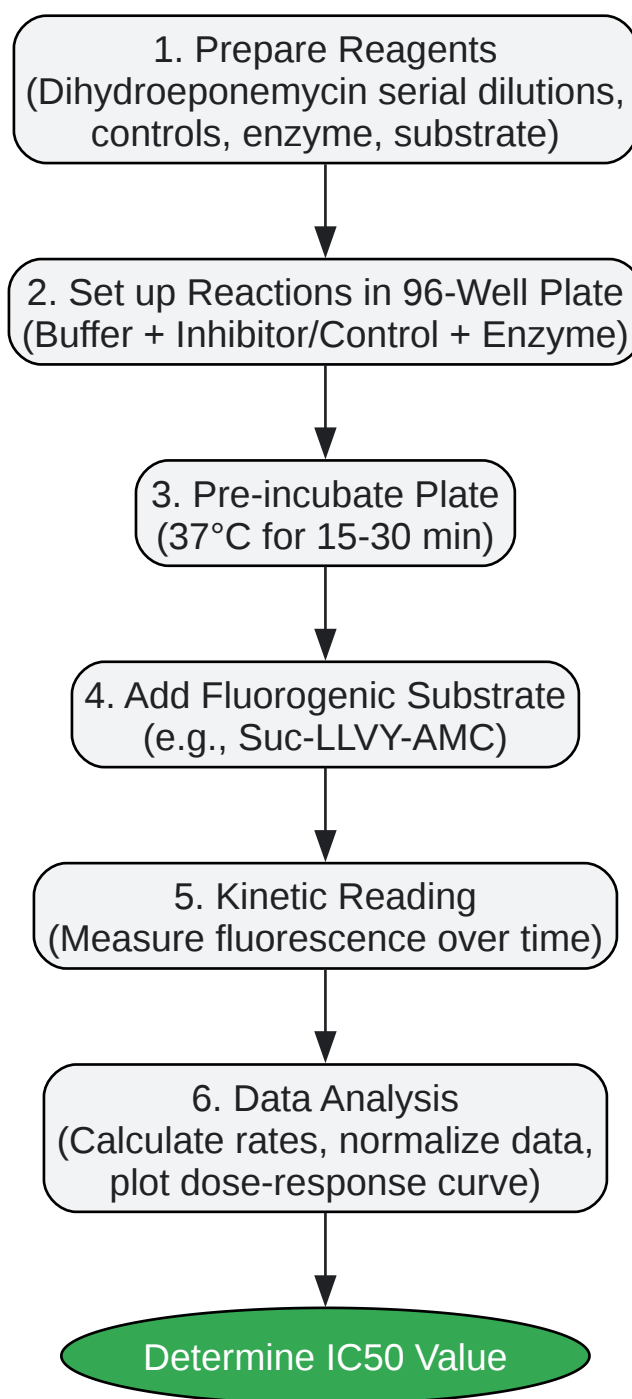 1. Prepare Reagents
(Dihydroeponemycin serial dilutions,
controls, enzyme, substrate)
2. Set up Reactions in 96-Well Plate
(Buffer + Inhibitor/Control + Enzyme)
3. Pre-incubate Plate
(37°C for 15-30 min)
4. Add Fluorogenic Substrate
(e.g., Suc-LLVY-AMC)
5. Kinetic Reading
(Measure fluorescence over time)
6. Data Analysis
(Calculate rates, normalize data,
plot dose-response curve)
Determine IC50 Value